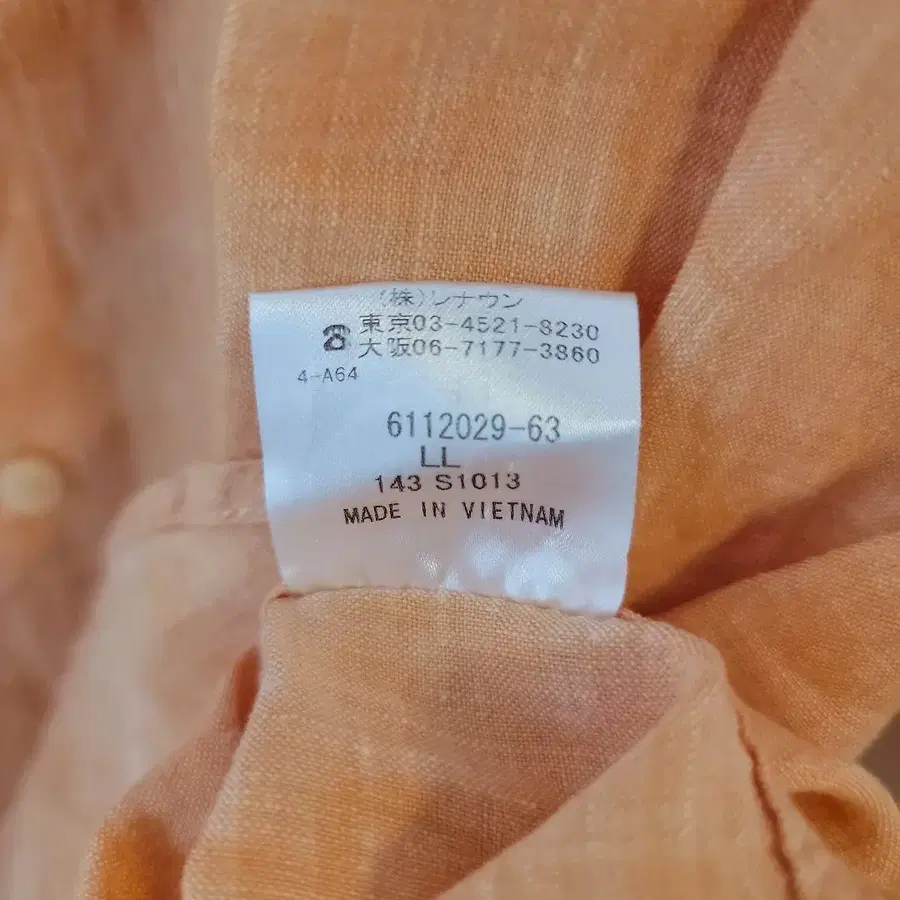 (株)レナウン
☎ 東京03-4521-8230
大阪06-7177-3860
4-A64
6112029-63
LL
143 S1013
MADE IN VIETNAM